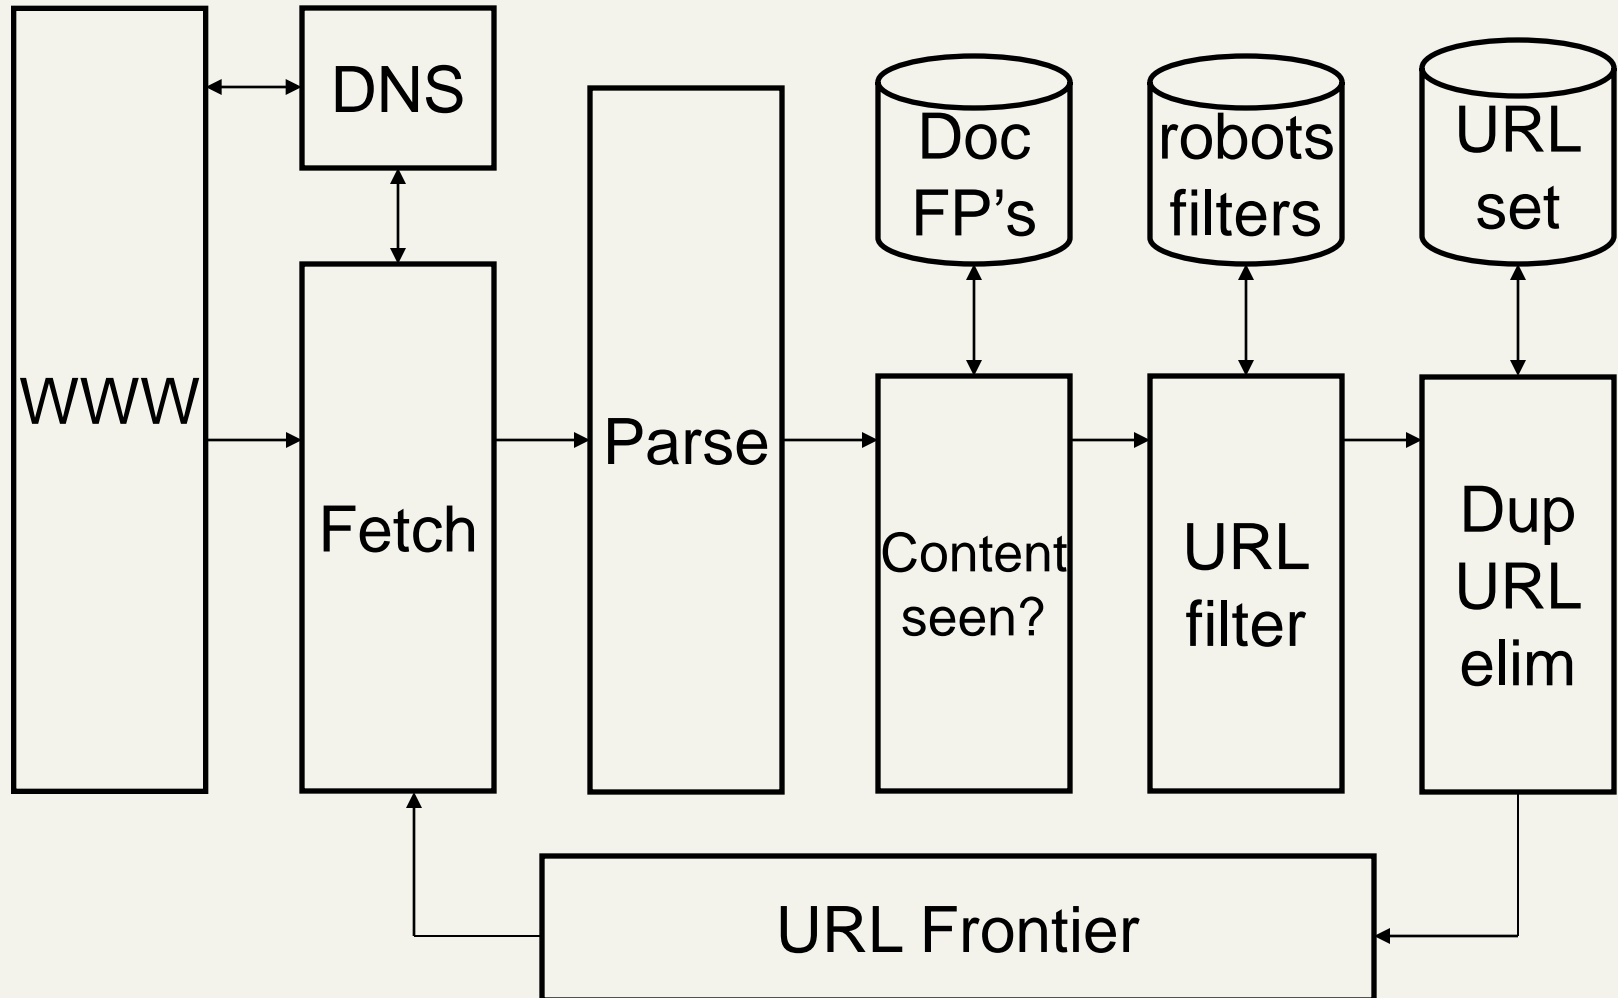 WWW
DNS
Fetch
Parse
Doc
FP’s
Content
seen?
robots
filters
URL
filter
URL
set
Dup
URL
elim
URL Frontier